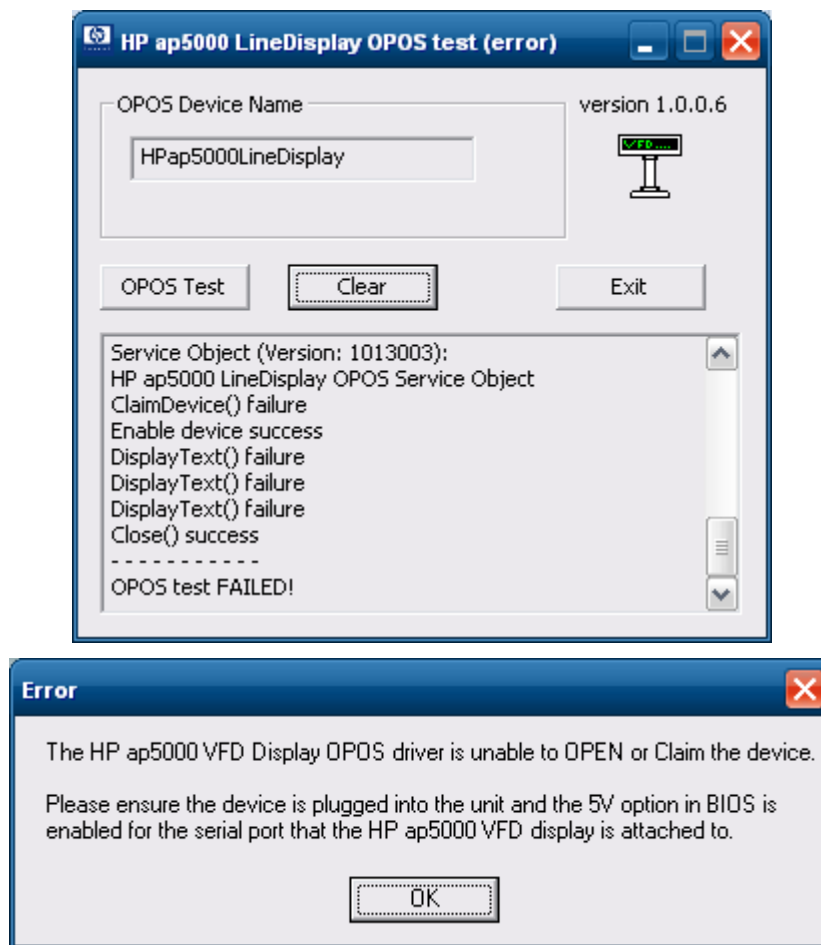 HP ap5000 LineDisplay OPOS test (error)
OPOS Device Name
version 1.0.0.6
HPap5000LineDisplay
VFD....
OPOS Test
Clear
Exit
Service Object (Version: 1013003):
HP ap5000 LineDisplay OPOS Service Object
ClaimDevice() failure
Enable device success
DisplayText() failure
DisplayText() failure
DisplayText() failure
Close() success
- - - - - - - - - - -
OPOS test FAILED!
Error
The HP ap5000 VFD Display OPOS driver is unable to OPEN or Claim the device.
Please ensure the device is plugged into the unit and the 5V option in BIOS is
enabled for the serial port that the HP ap5000 VFD display is attached to.
OK